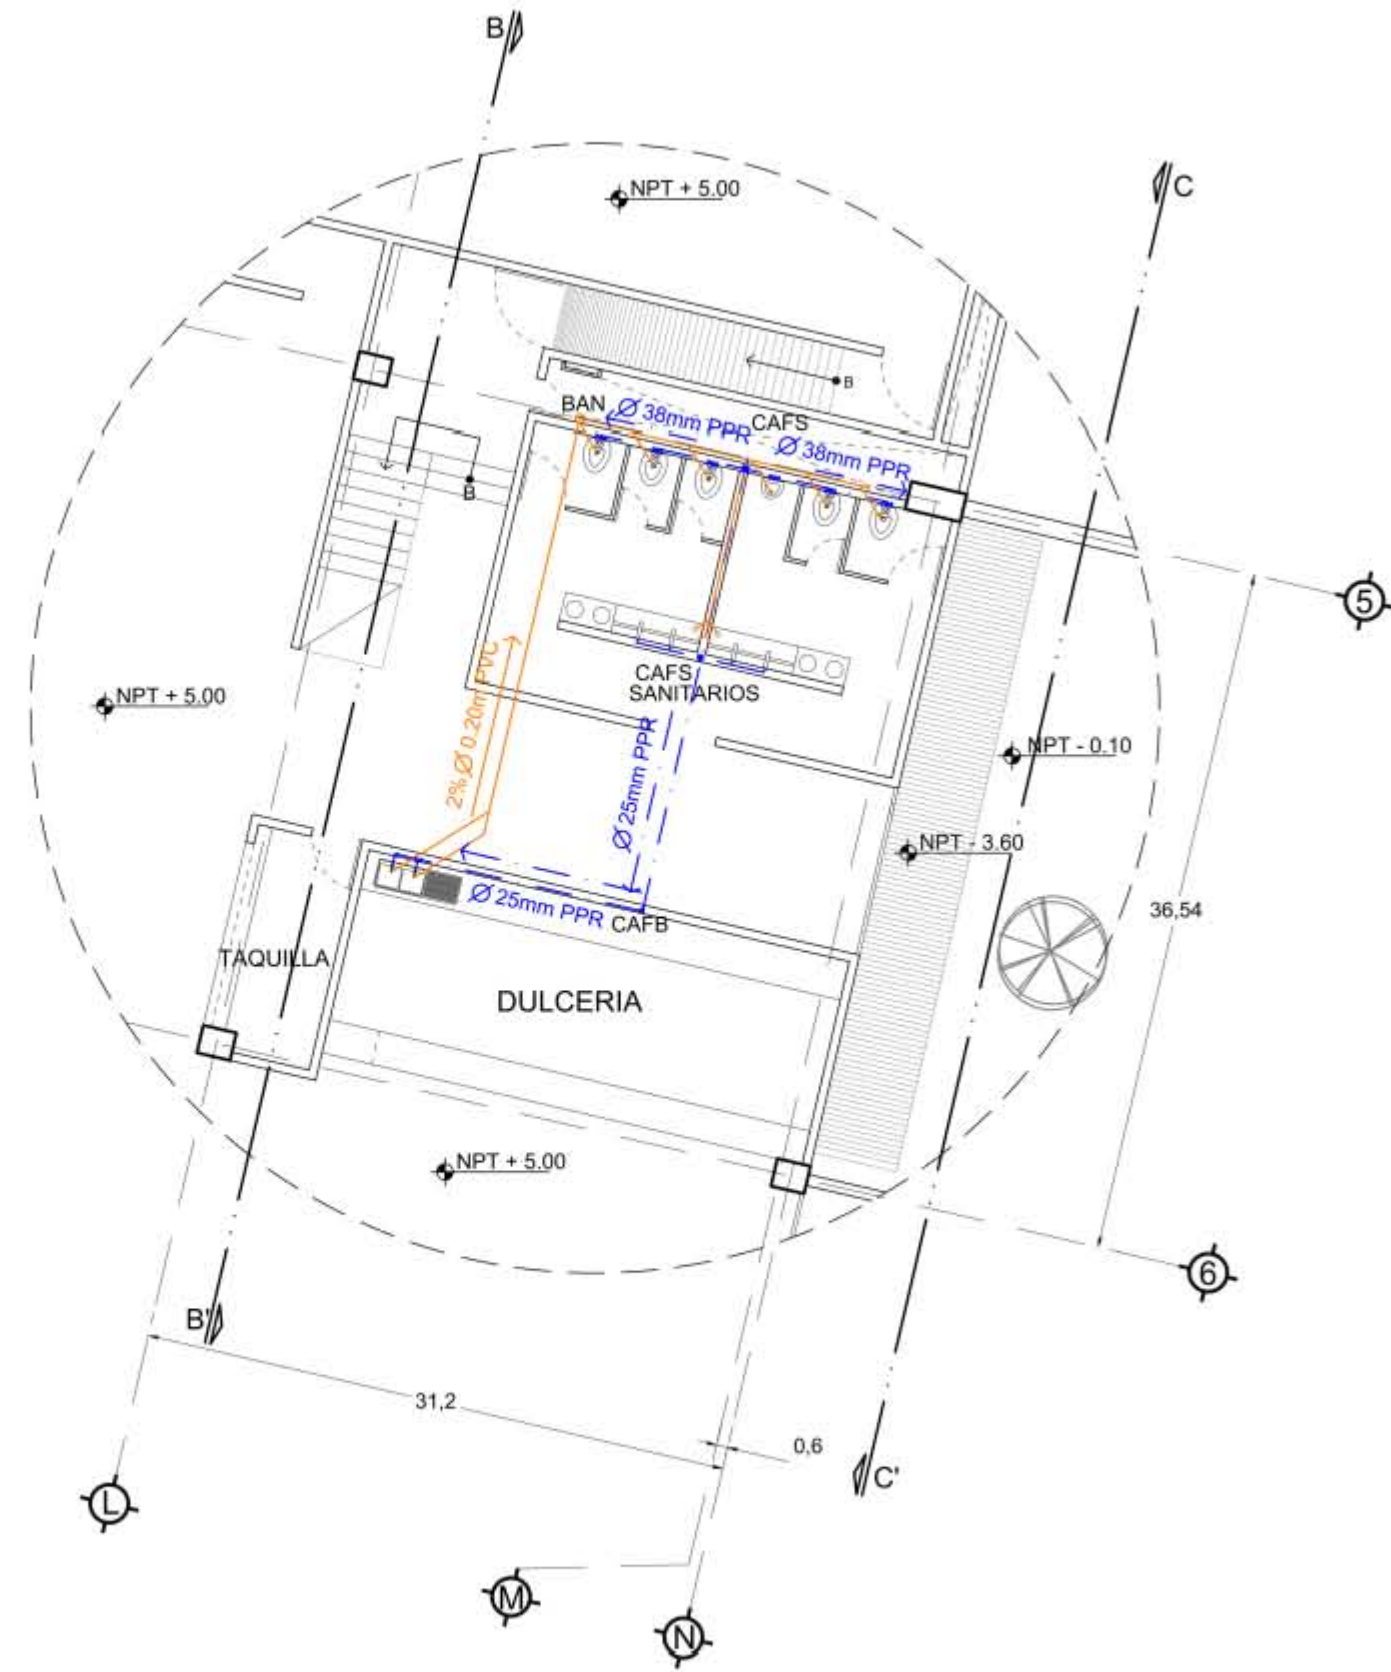 B
C
NPT + 5.00
B
BAN
Ø 38mm PPR
CAFS
Ø 38mm PPR
B
5
2% Ø 0.20m PVC
CAFS
SANITARIOS
NPT + 5.00
Ø 25mm PPR
NPT - 0.10
NPT - 3.60
Ø 25mm PPR
CAFB
36,54
TAQUILLA
DULCERIA
NPT + 5.00
6
B'
31,2
0,6
C'
L
M
N